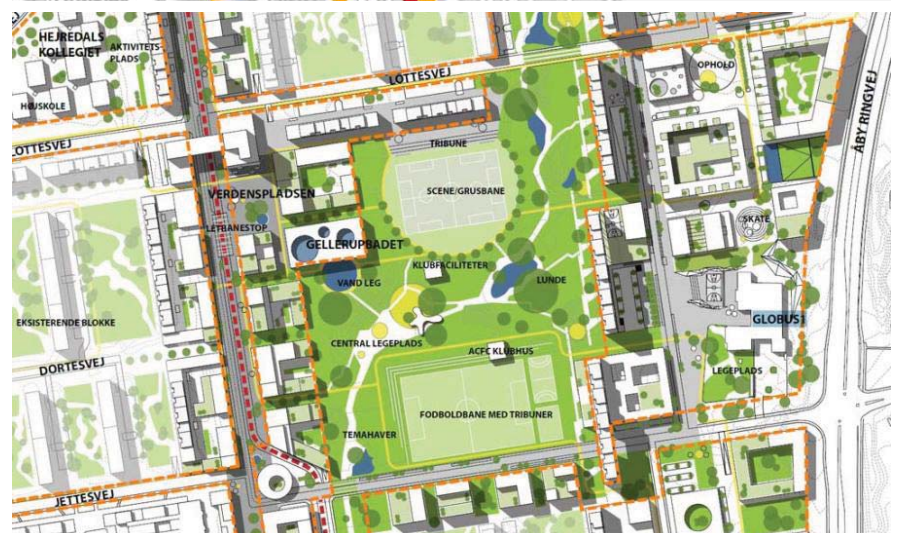 HEJREDALS
KOLLEGIET
AKTIVITETS-
PLADS
HØJSKOLE
LOTTESVEJ
OPHOLD
ÅBY RINGVEJ
LOTTESVEJ
TRIBUNE
SCENE/GRUSBANE
VERDENSPLADSEN
LETBANESTOP
SKATE
GELLERUPBADET
KLUBFACILITETER
VAND LEG
LUNDE
EKSISTERENDE BLOKKE
GLOBUS1
CENTRAL LEGEPLADS
ACFC KLUBHUS
DORTESVEJ
LEGEPLADS
FODBOLDBANE MED TRIBUNER
TEMAHAVER
JETTESVEJ